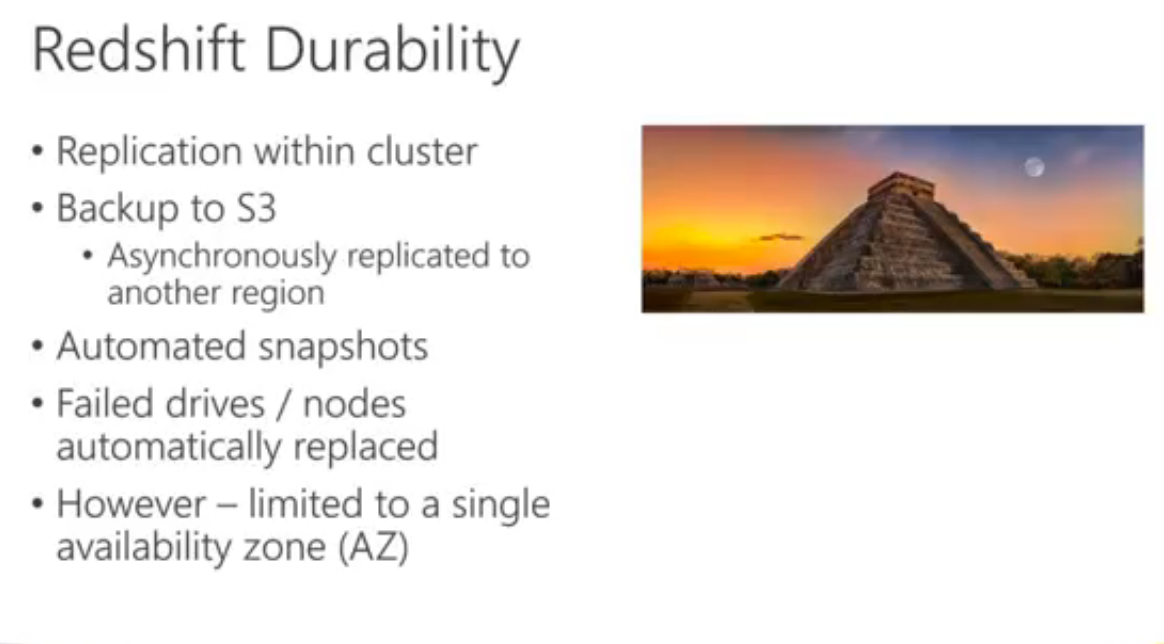 Redshift Durability
• Replication within cluster
• Backup to S3
• Asynchronously replicated to
another region
• Automated snapshots
• Failed drives / nodes
automatically replaced
• However – limited to a single
availability zone (AZ)